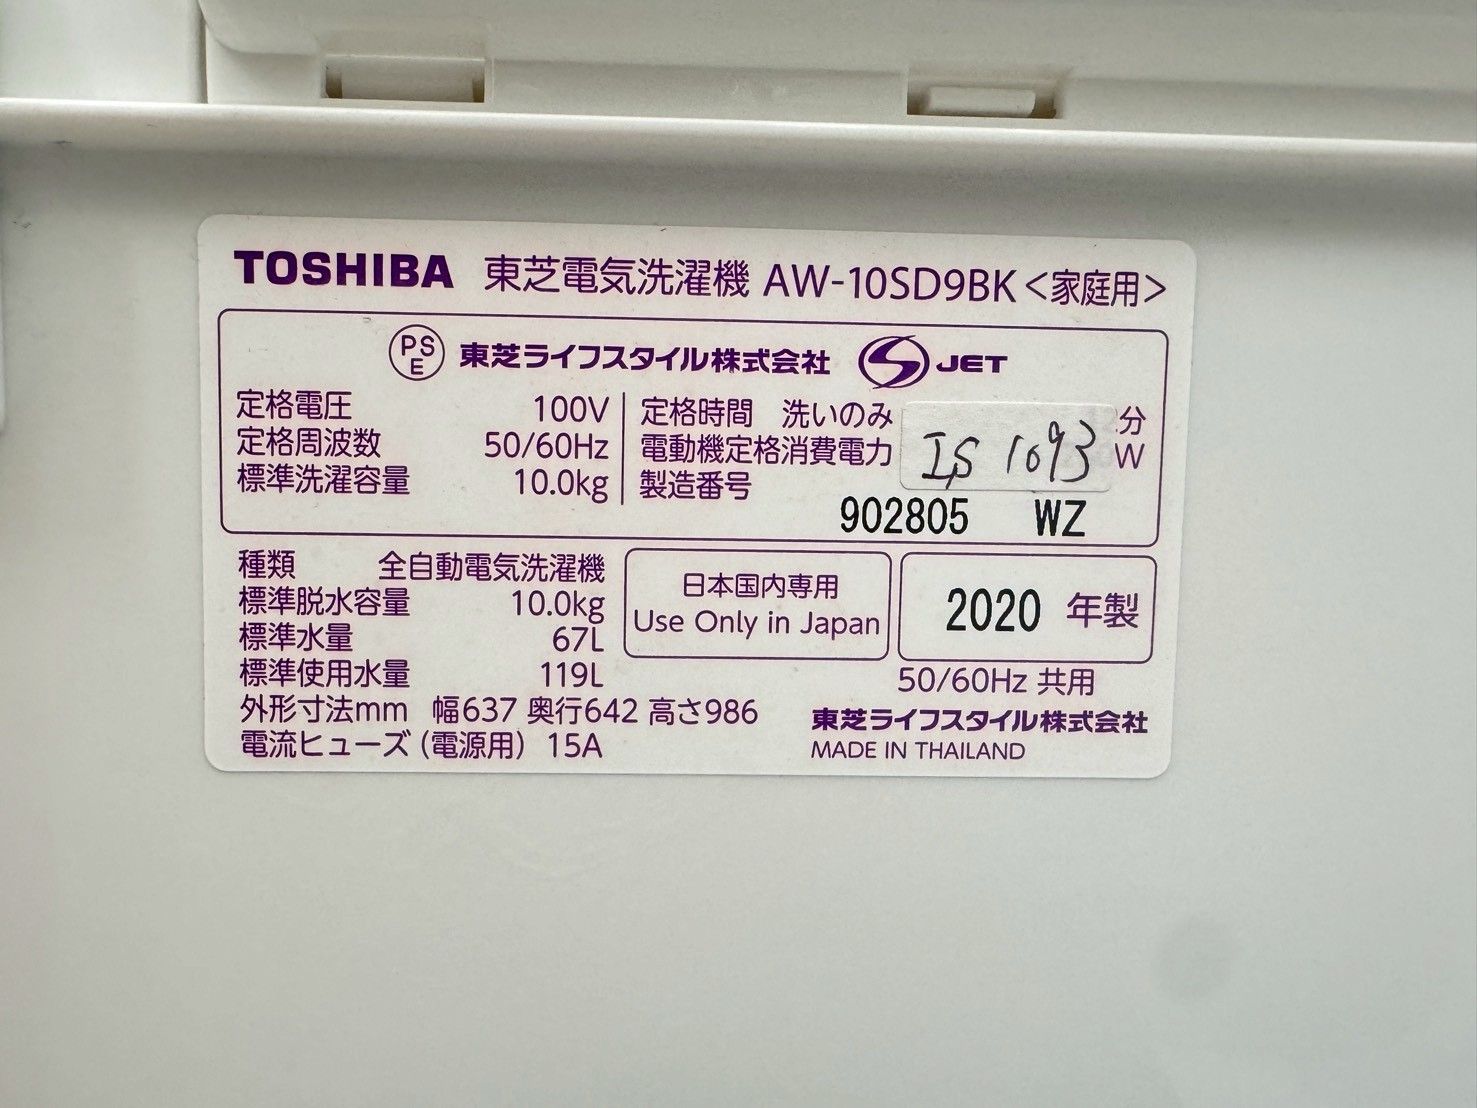 TOSHIBA 東芝電気洗濯機 AW-10SD9BK<家庭用>
PSE 東芝ライフスタイル株式会社 JET
定格電圧 100V
定格周波数 50/60Hz
標準洗濯容量 10.0kg
定格時間 洗いのみ 分
電動機定格消費電力 W
IS 1093
製造番号
902805 WZ
種類 全自動電気洗濯機
標準脱水容量 10.0kg
標準水量 67L
標準使用水量 119L
外形寸法mm 幅637 奥行642 高さ986
電流ヒューズ(電源用) 15A
日本国内専用
Use Only in Japan
2020 年製
50/60Hz 共用
東芝ライフスタイル株式会社
MADE IN THAILAND